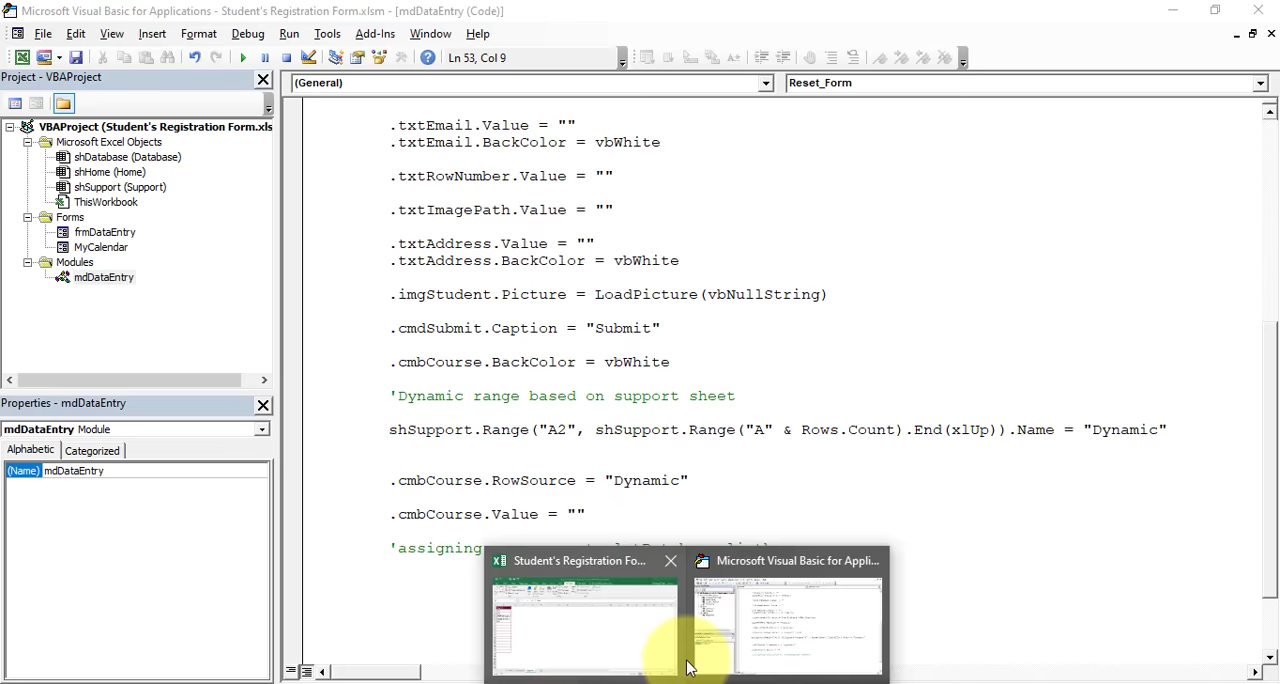 Microsoft Visual Basic for Applications - Student's Registration Form.xlsm - [mdDataEntry (Code)]
File Edit View Insert Format Debug Run Tools Add-Ins Window Help
Ln 53, Col 9
Project - VBAProject
(General)
Reset_Form
VBAProject (Student's Registration Form.xls
Microsoft Excel Objects
shDatabase (Database)
shHome (Home)
shSupport (Support)
ThisWorkbook
Forms
frmDataEntry
MyCalendar
Modules
mdDataEntry
Properties - mdDataEntry
mdDataEntry Module
Alphabetic Categorized
(Name) mdDataEntry
.txtEmail.Value = ""
.txtEmail.BackColor = vbWhite
.txtRowNumber.Value = ""
.txtImagePath.Value = ""
.txtAddress.Value = ""
.txtAddress.BackColor = vbWhite
.imgStudent.Picture = LoadPicture(vbNullString)
.cmdSubmit.Caption = "Submit"
.cmbCourse.BackColor = vbWhite
'Dynamic range based on support sheet
shSupport.Range("A2", shSupport.Range("A" & Rows.Count).End(xlUp)).Name = "Dynamic"
.cmbCourse.RowSource = "Dynamic"
.cmbCourse.Value = ""
'assigning
Student's Registration Fo...
Microsoft Visual Basic for Appli...